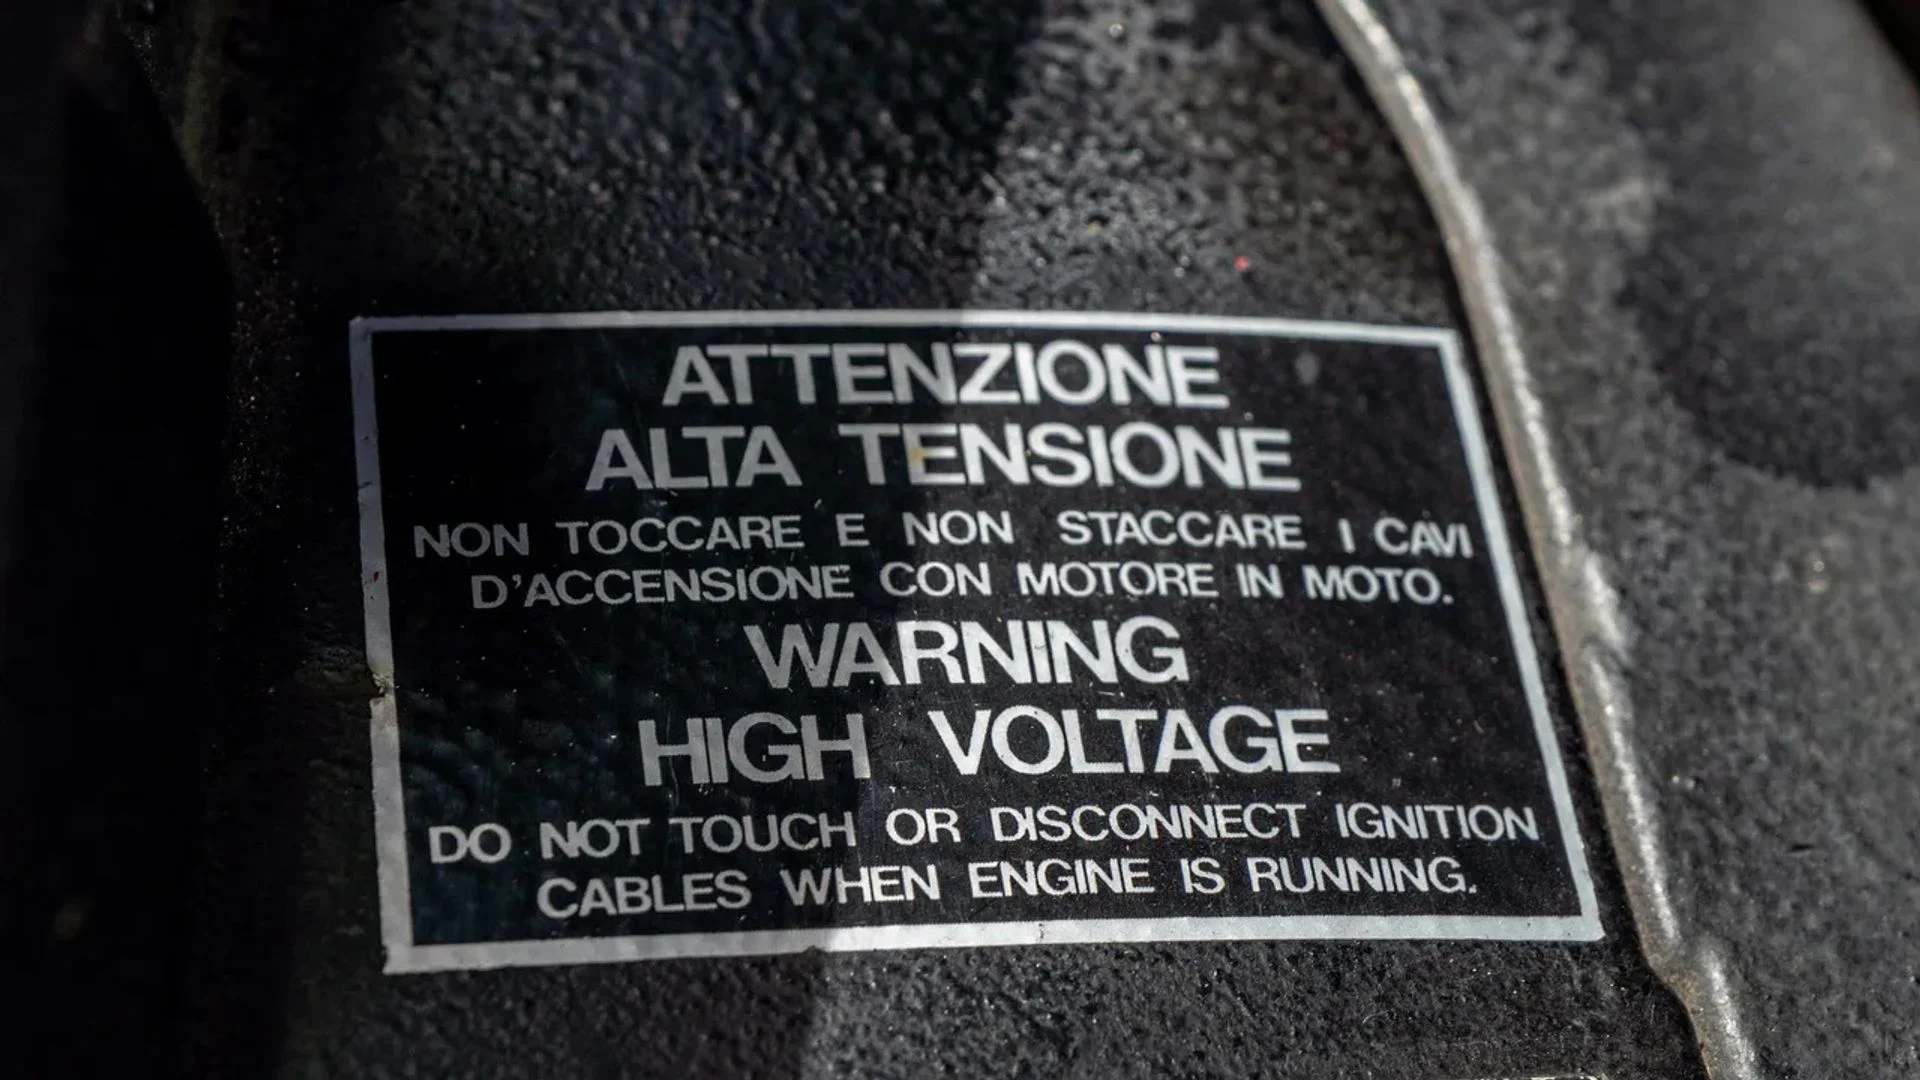 ATTENZIONE
ALTA TENSIONE
NON TOCCARE E NON STACCARE I CAVI
D'ACCENSIONE CON MOTORE IN MOTO.
WARNING
HIGH VOLTAGE
DO NOT TOUCH OR DISCONNECT IGNITION
CABLES WHEN ENGINE IS RUNNING.